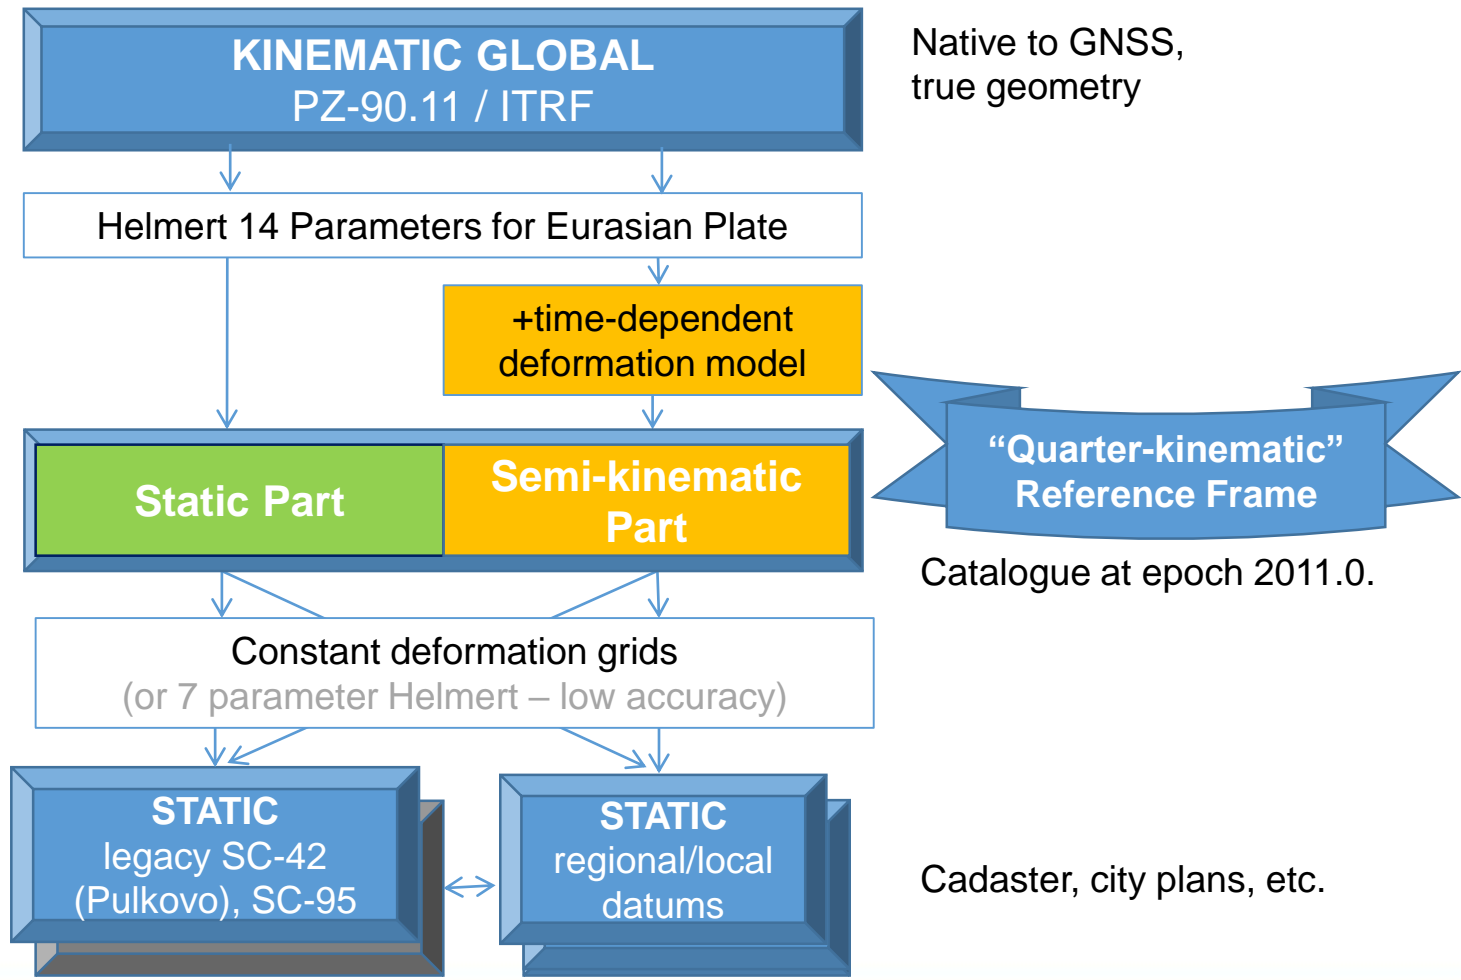 KINEMATIC GLOBAL
PZ-90.11 / ITRF
Native to GNSS,
true geometry
Helmert 14 Parameters for Eurasian Plate
+time-dependent
deformation model
Static Part
Semi-kinematic
Part
“Quarter-kinematic”
Reference Frame
Catalogue at epoch 2011.0.
Constant deformation grids
(or 7 parameter Helmert – low accuracy)
STATIC
legacy SC-42
(Pulkovo), SC-95
STATIC
regional/local
datums
Cadaster, city plans, etc.